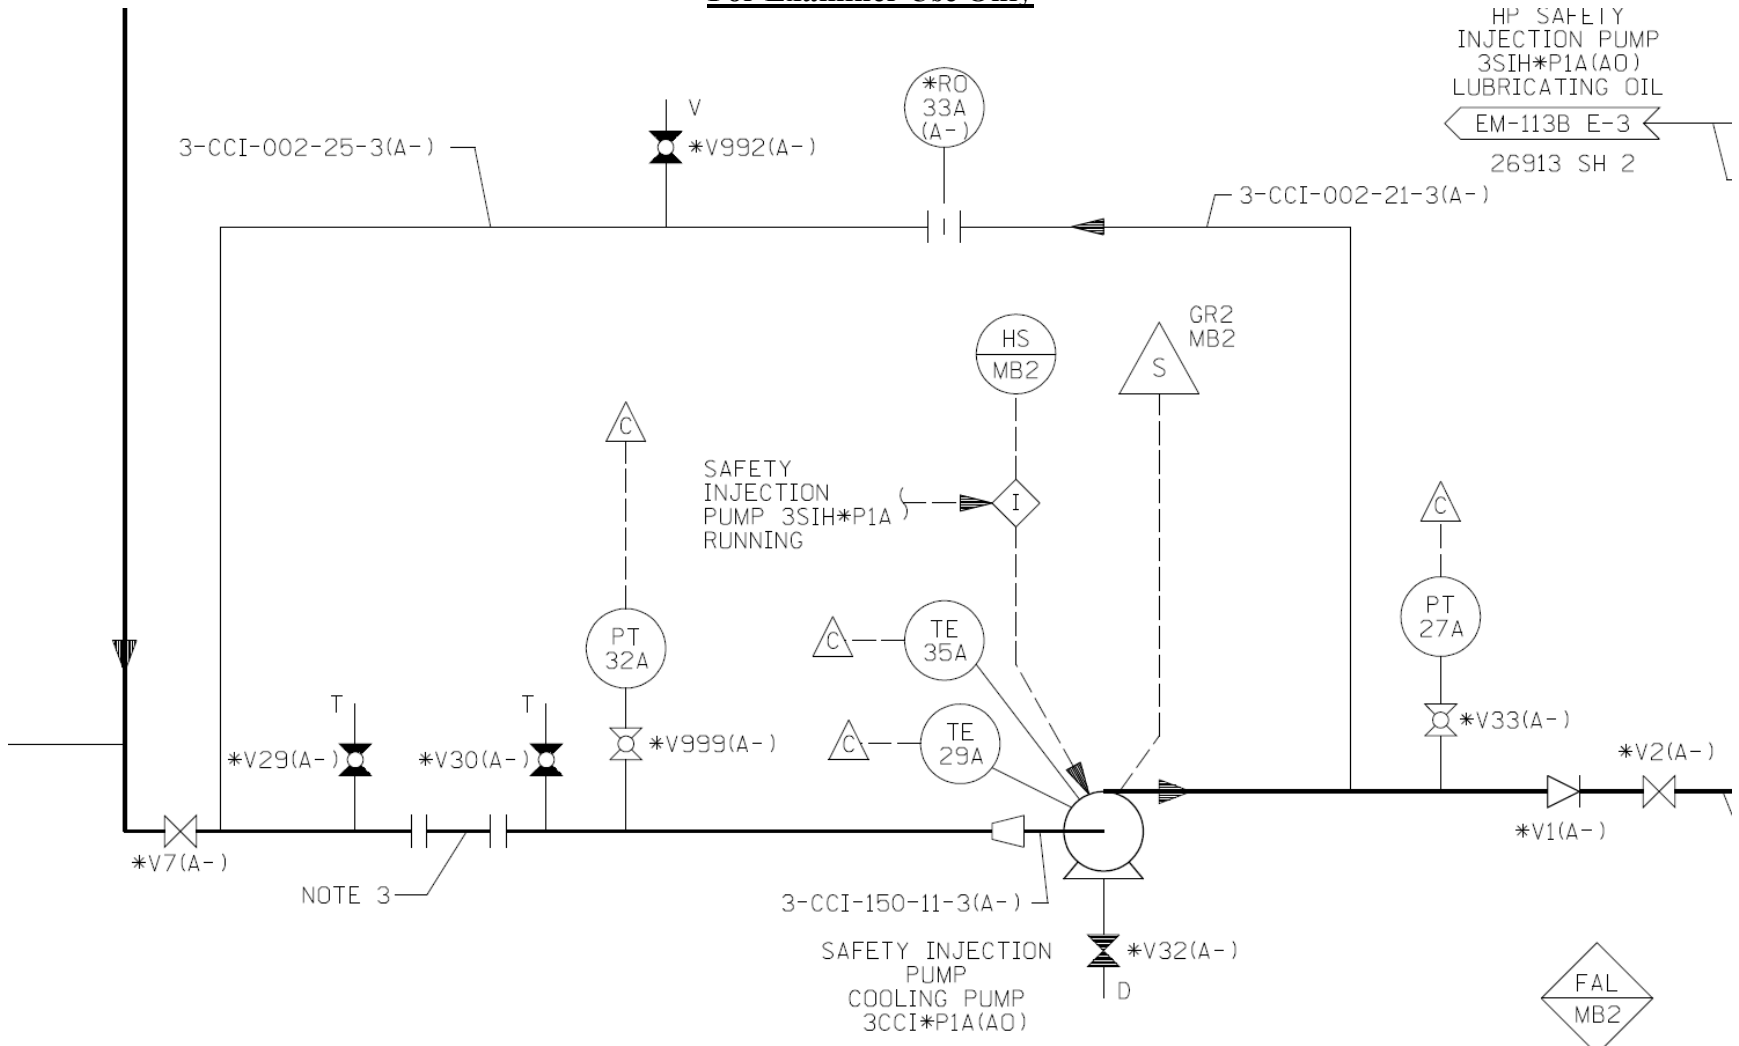 HP SAFETY
INJECTION PUMP
3SIH*P1A(AO)
LUBRICATING OIL
EM-113B E-3
26913 SH 2
*RO
33A
(A-)
V
*V992(A-)
3-CCI-002-25-3(A-)
3-CCI-002-21-3(A-)
HS
MB2
GR2
MB2
S
C
SAFETY
INJECTION
PUMP 3SIH*P1A
RUNNING
I
C
PT
32A
C
TE
35A
PT
27A
T
*V29(A-)
T
*V30(A-)
*V999(A-)
C
TE
29A
*V33(A-)
*V2(A-)
*V7(A-)
*V1(A-)
NOTE 3
3-CCI-150-11-3(A-)
SAFETY INJECTION
PUMP
COOLING PUMP
3CCI*P1A(AO)
*V32(A-)
D
FAL
MB2